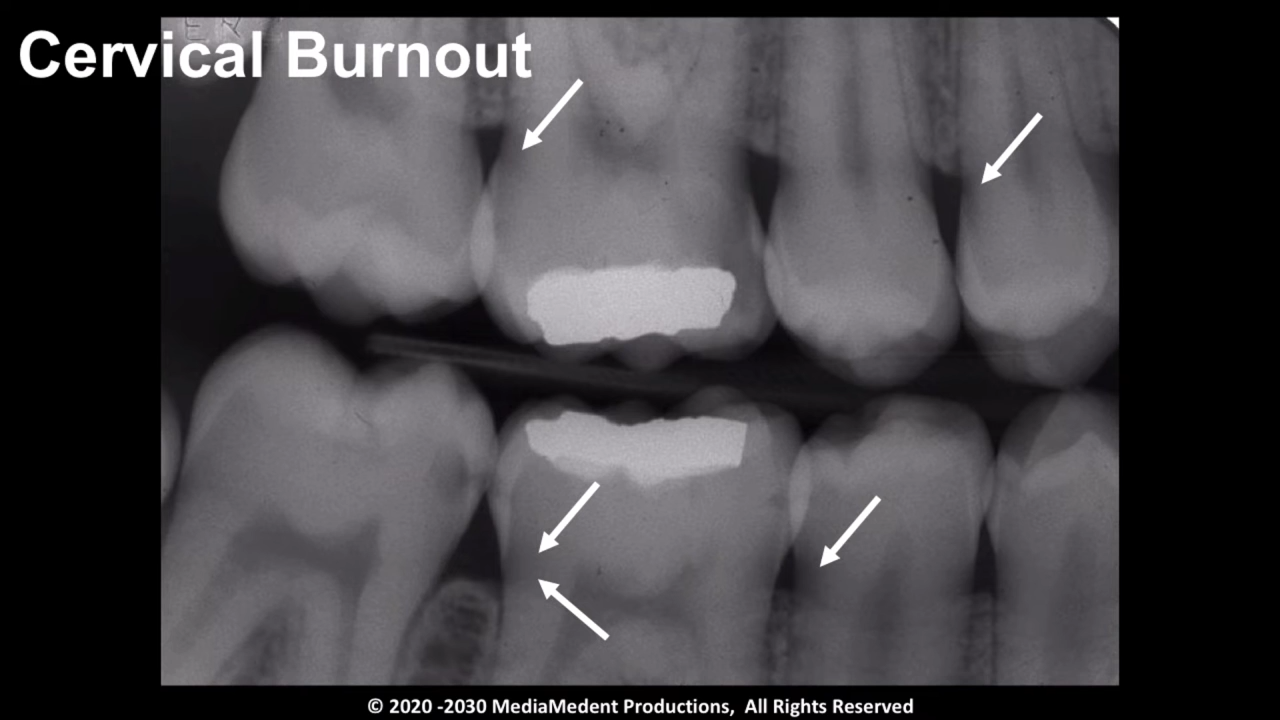 Cervical Burnout
© 2020 -2030 MediaMedent Productions,  All Rights Reserved